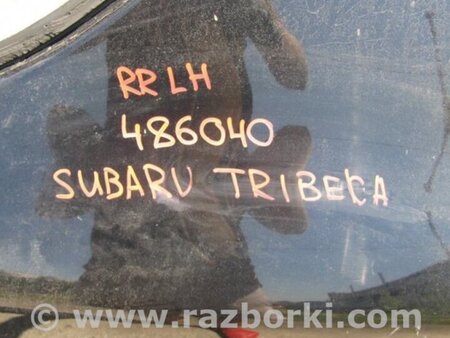 RR LH
486040
SUBARU TRIBECA
© www.razborki.com